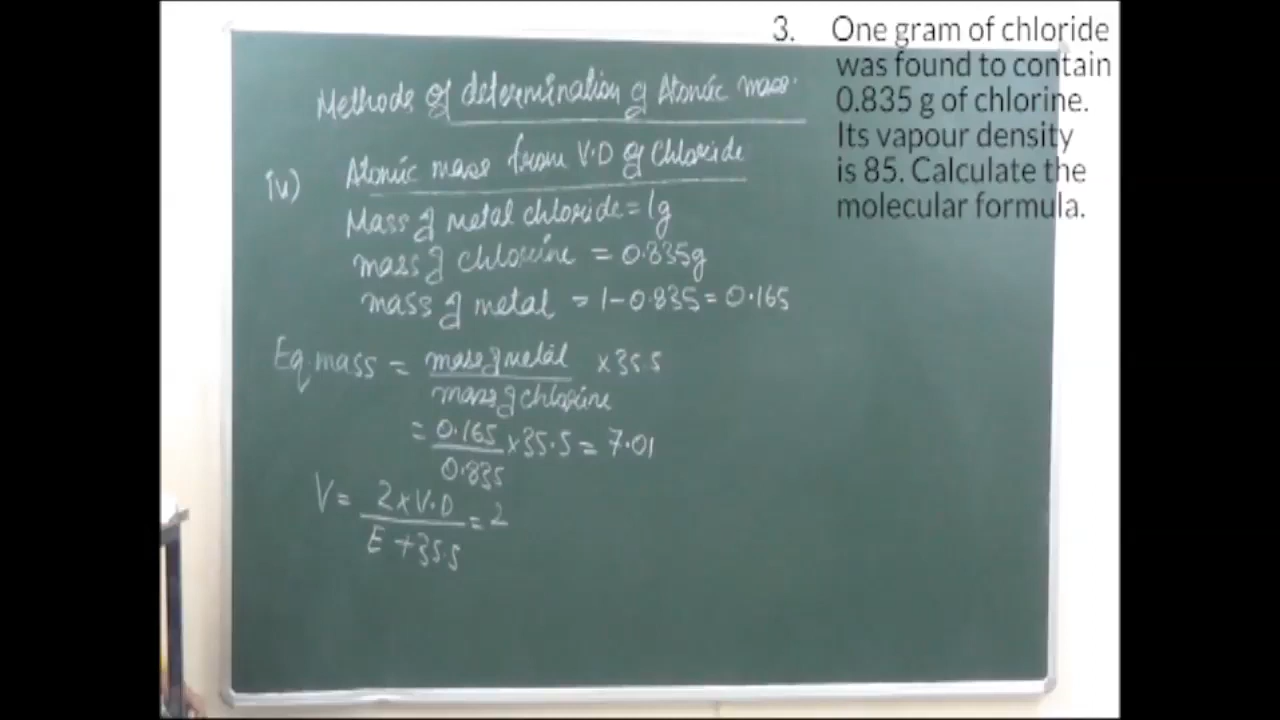 3. One gram of chloride
was found to contain
0.835 g of chlorine.
Its vapour density
is 85. Calculate the
molecular formula.
Methods of determination of Atomic mass.
iv) Atomic mass from V.D of chloride
Mass of metal chloride = 1g
mass of chlorine = 0.835g
mass of metal = 1-0.835 = 0.165
Eq. mass = mass of metal × 35.5
mass of chlorine
= 0.165 × 35.5 = 7.01
0.835
V = 2 x V.D = 2
E + 35.5